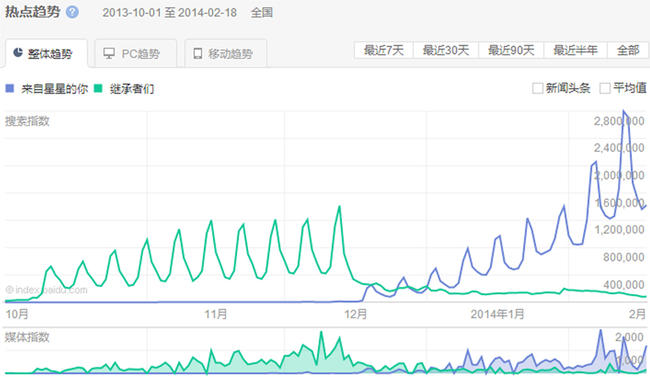 热点趋势 ? 2013-10-01 至 2014-02-18 全国
整体趋势 PC趋势 移动趋势 最近7天 最近30天 最近90天 最近半年 全部
来自星星的你 继承者们 新闻头条 平均值
搜索指数
2,800,000
2,400,000
2,000,000
1,600,000
1,200,000
800,000
400,000
© index.baidu.com
10月 11月 12月 2014年1月 2月
媒体指数
2,000
1,000